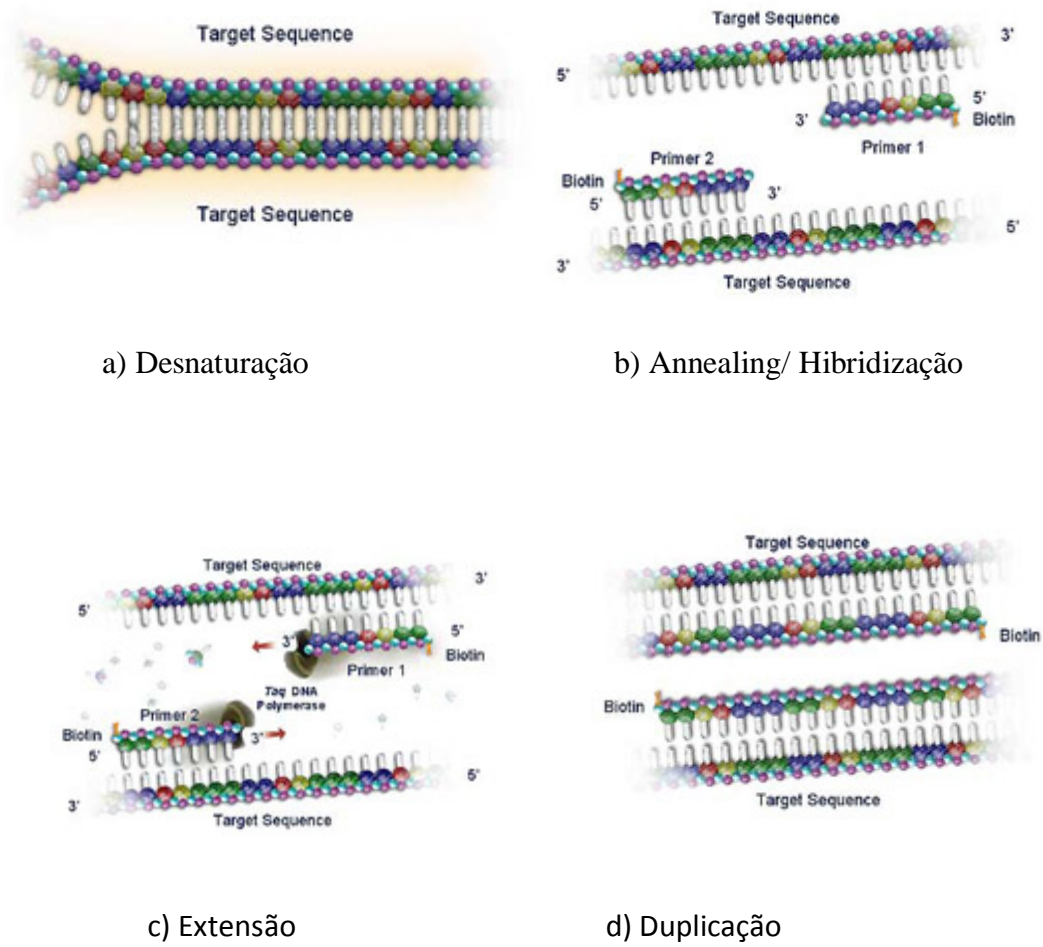 Target Sequence
Target Sequence
a) Desnaturação
Target Sequence
3'
5'
5'
3'
Biotin
Primer 1
Primer 2
Biotin
3'
5'
5'
3'
Target Sequence
b) Annealing/ Hibridização
Target Sequence
3'
5'
3'
5'
Biotin
Primer 1
Taq DNA
Polymerase
Primer 2
Biotin
3'
5'
5'
3'
Target Sequence
c) Extensão
Target Sequence
Biotin
Biotin
Target Sequence
d) Duplicação